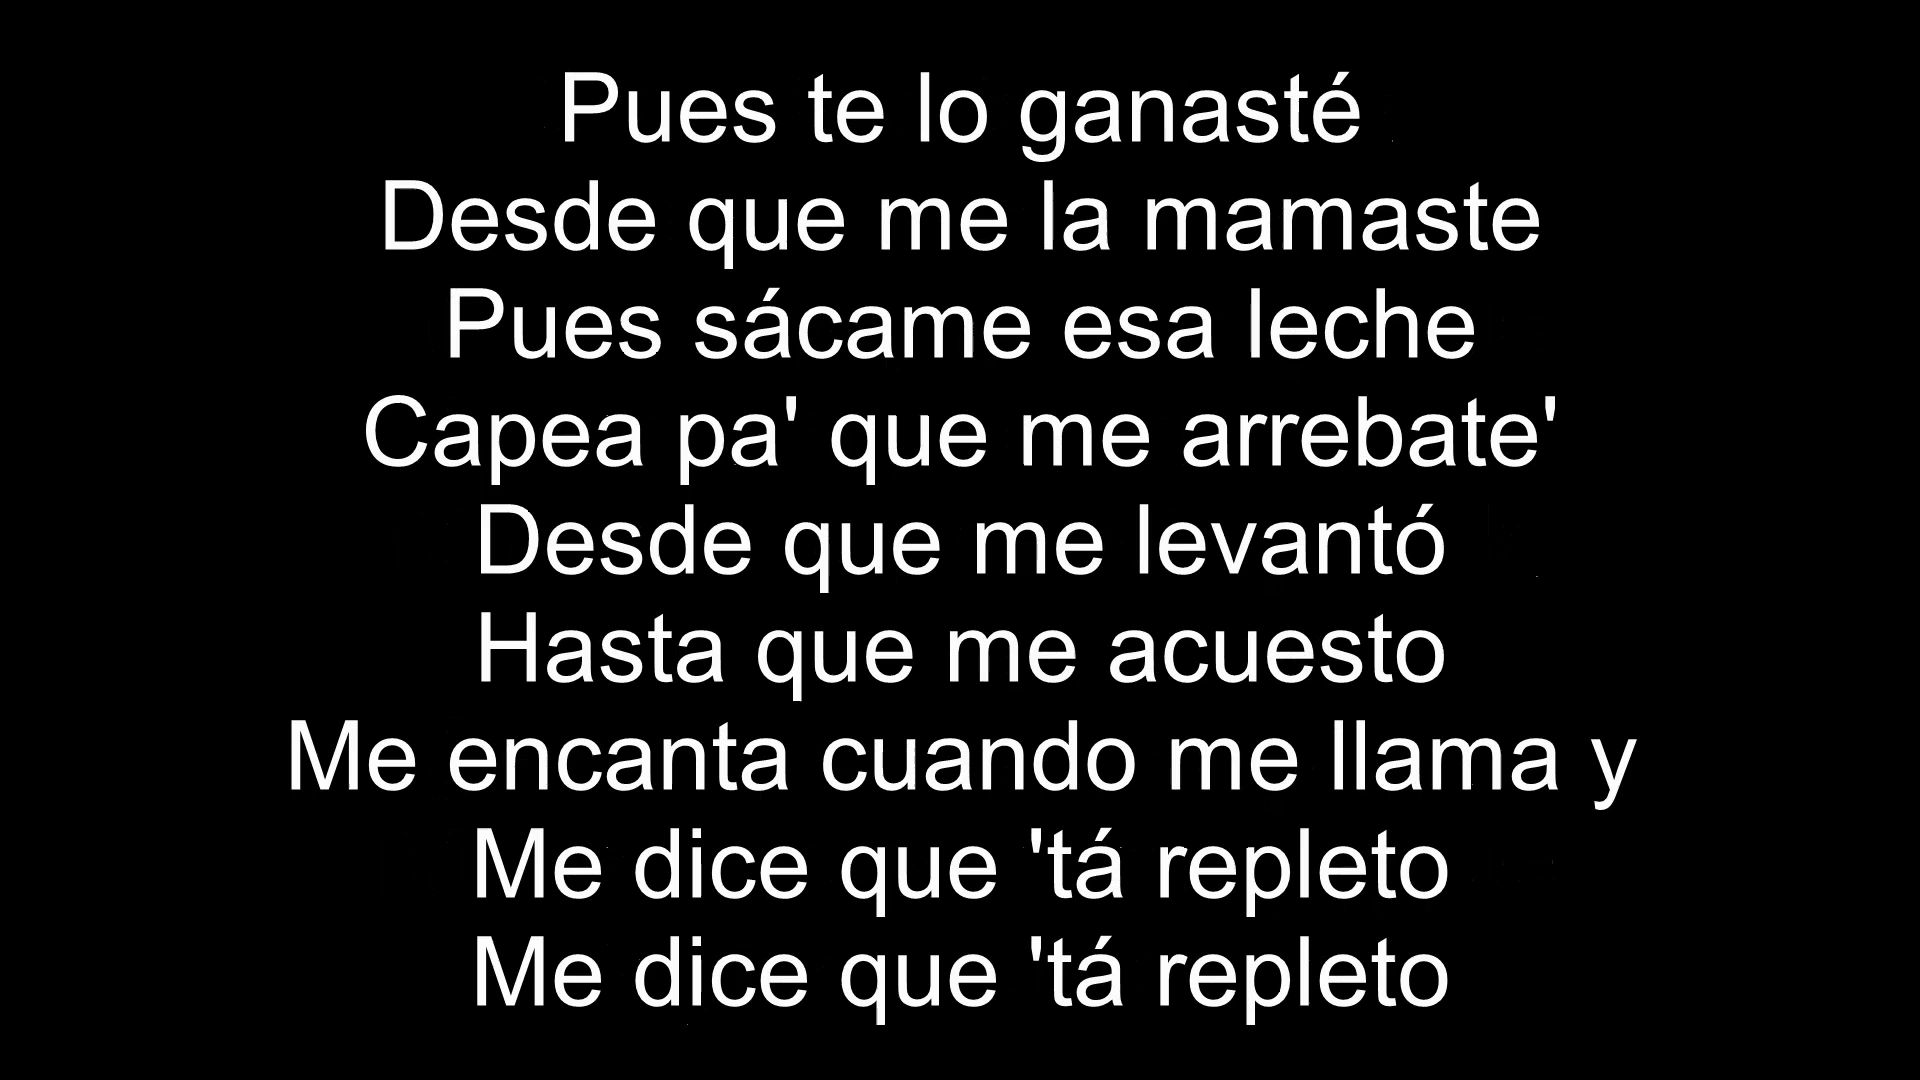 Pues te lo ganasté
Desde que me la mamaste
Pues sácame esa leche
Capea pa' que me arrebate'
Desde que me levantó
Hasta que me acuesto
Me encanta cuando me llama y
Me dice que 'tá repleto
Me dice que 'tá repleto